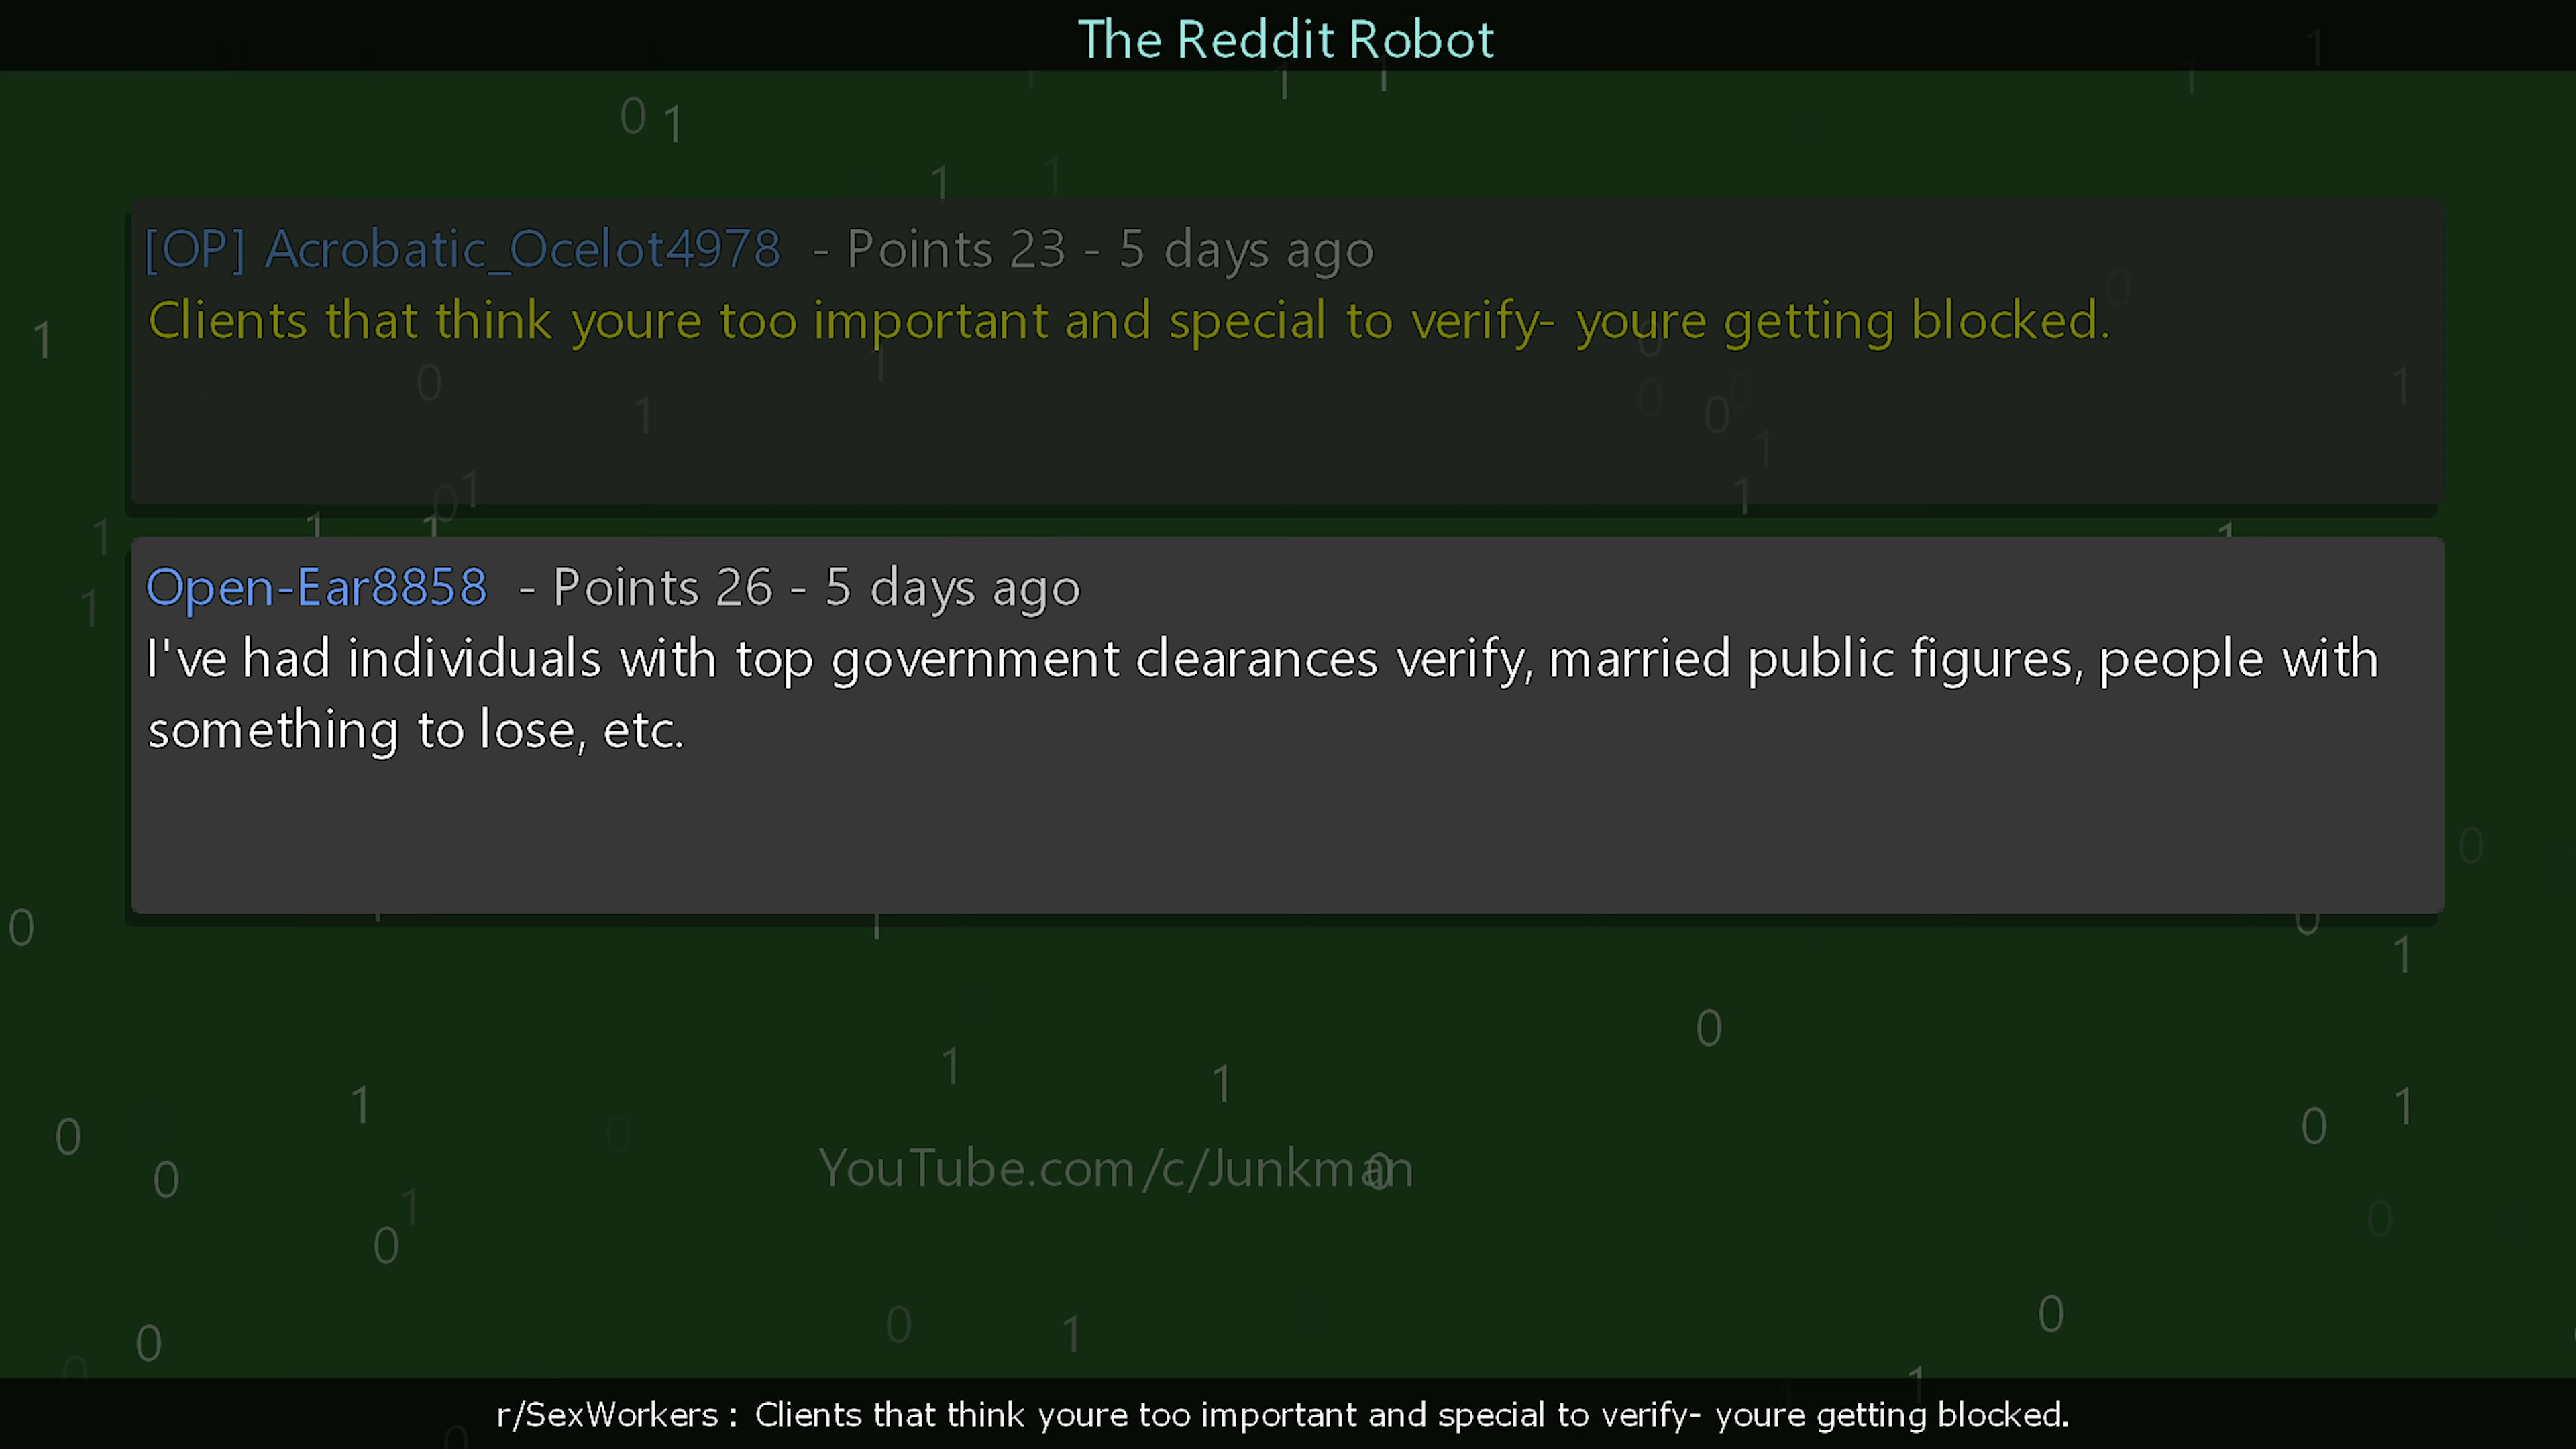 The Reddit Robot
[OP] Acrobatic_Ocelot4978 - Points 23 - 5 days ago
Clients that think youre too important and special to verify- youre getting blocked.
Open-Ear8858 - Points 26 - 5 days ago
I've had individuals with top government clearances verify, married public figures, people with
something to lose, etc.
YouTube.com/c/Junkman
r/SexWorkers : Clients that think youre too important and special to verify- youre getting blocked.